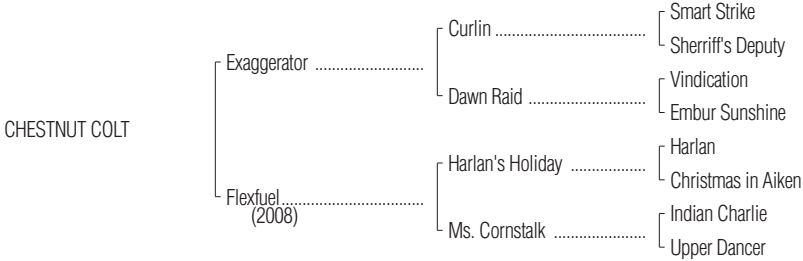 Smart Strike
Curlin ...................................
Sherriff's Deputy
Exaggerator .........................
Vindication
Dawn Raid ...........................
Embur Sunshine
CHESTNUT COLT
Harlan
Harlan's Holiday .................
Christmas in Aiken
Flexfuel.................................
(2008)
Indian Charlie
Ms. Cornstalk .....................
Upper Dancer